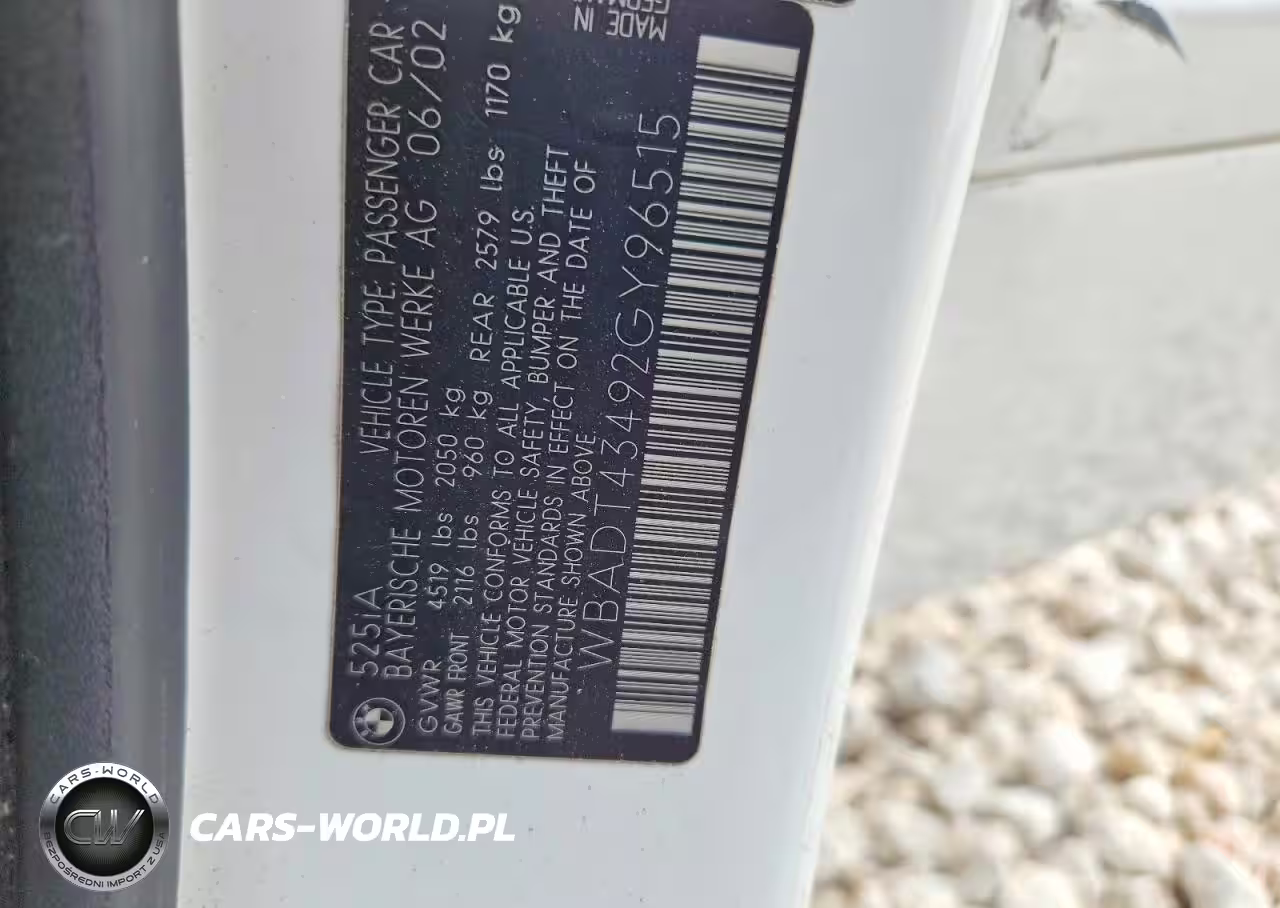 525iA VEHICLE TYPE PASSENGER CAR
BAYERISCHE MOTOREN WERKE AG 06/02
GVWR 4519 lbs 2050 kg
GAWR FRONT 2116 lbs 960 kg, REAR 2579 lbs 1170 kg
THIS VEHICLE CONFORMS TO ALL APPLICABLE U.S.
FEDERAL MOTOR VEHICLE SAFETY, BUMPER AND THEFT
PREVENTION STANDARDS IN EFFECT ON THE DATE OF
MANUFACTURE SHOWN ABOVE.
MADE IN
WBADT43492GY96515
CARS-WORLD
CW
BEZPOŚREDNI IMPORT Z USA
CARS-WORLD.PL